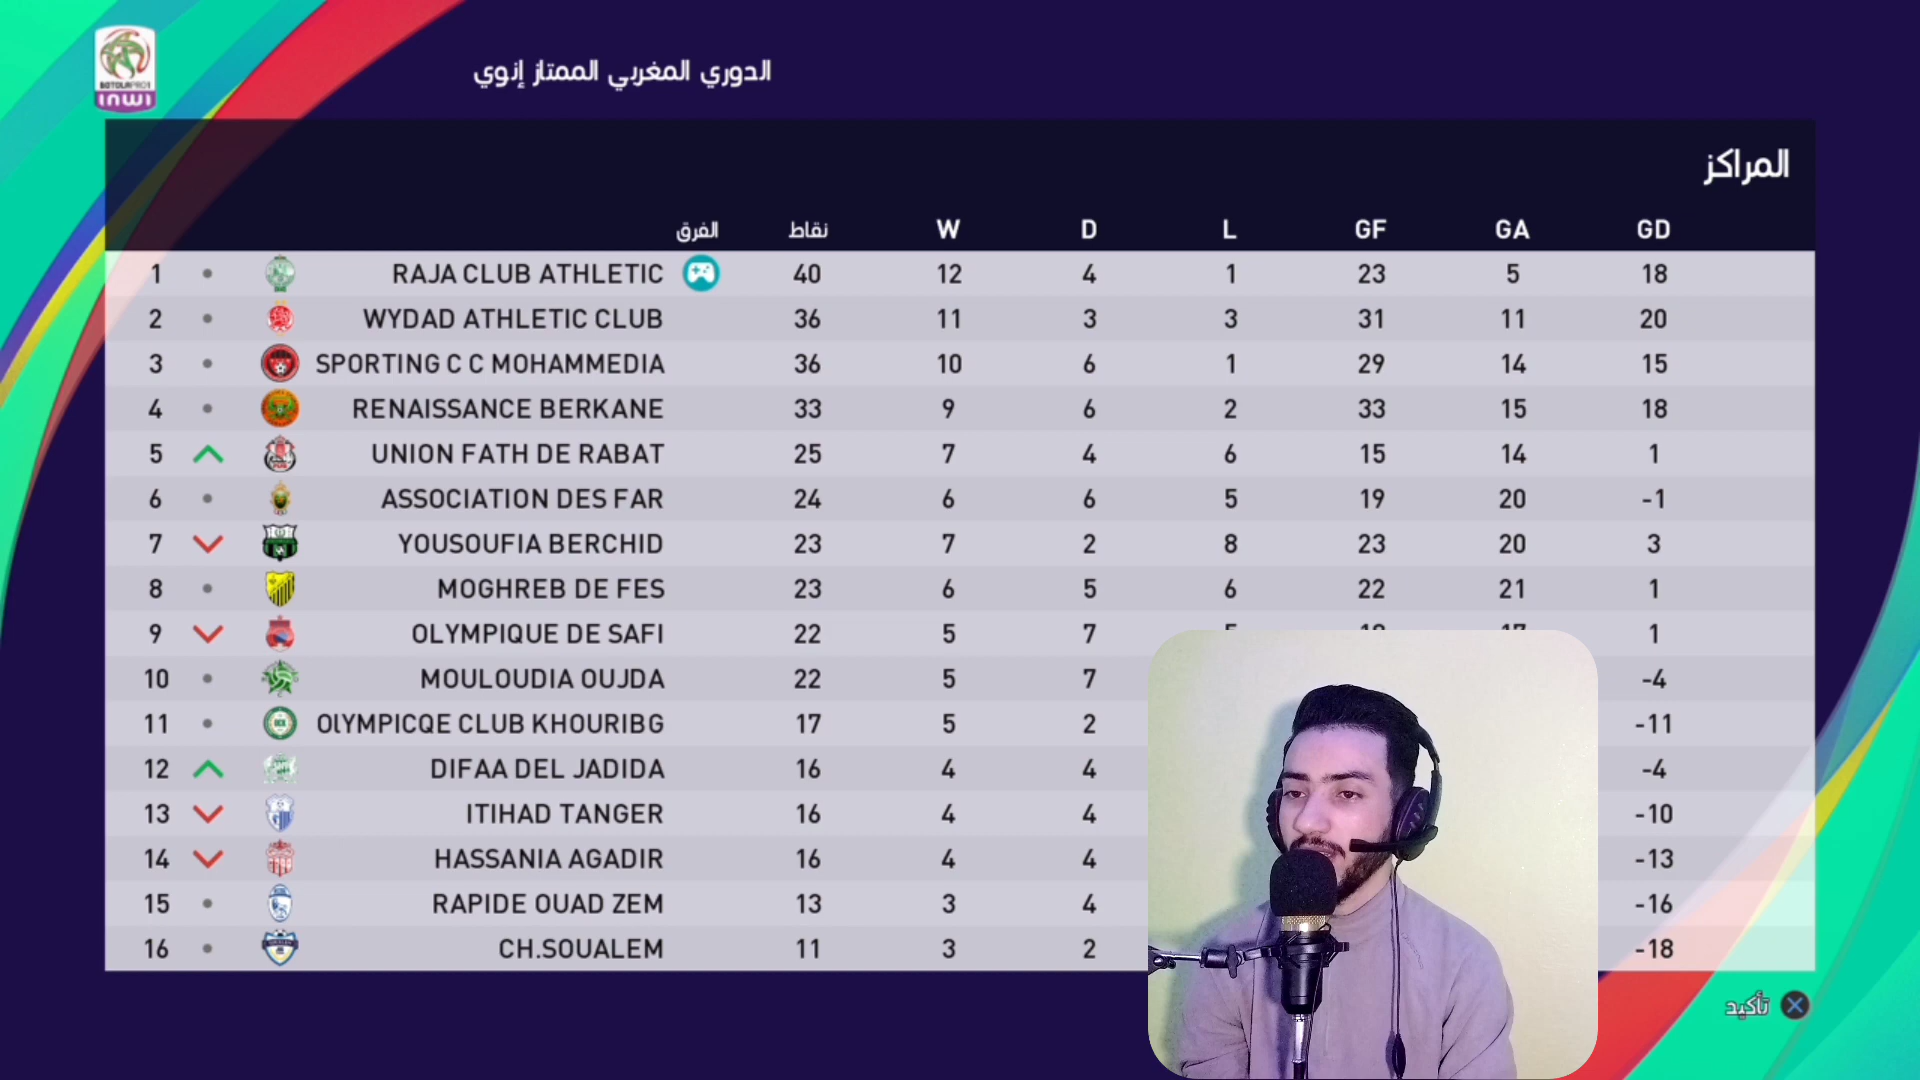 BOTOLA PRO1
inwi
الدوري المغربي الممتاز إنوي
المراكز
الفرق نقاط W D L GF GA GD
1 RAJA CLUB ATHLETIC 40 12 4 1 23 5 18
2 WYDAD ATHLETIC CLUB 36 11 3 3 31 11 20
3 SPORTING C C MOHAMMEDIA 36 10 6 1 29 14 15
4 RENAISSANCE BERKANE 33 9 6 2 33 15 18
5 UNION FATH DE RABAT 25 7 4 6 15 14 1
6 ASSOCIATION DES FAR 24 6 6 5 19 20 -1
7 YOUSOUFIA BERCHID 23 7 2 8 23 20 3
8 MOGHREB DE FES 23 6 5 6 22 21 1
9 OLYMPIQUE DE SAFI 22 5 7 1
10 MOULOUDIA OUJDA 22 5 7 -4
11 OlYMPICQE CLUB KHOURIBG 17 5 2 -11
12 DIFAA DEL JADIDA 16 4 4 -4
13 ITIHAD TANGER 16 4 4 -10
14 HASSANIA AGADIR 16 4 4 -13
15 RAPIDE OUAD ZEM 13 3 4 -16
16 CH.SOUALEM 11 3 2 -18
تأكيد